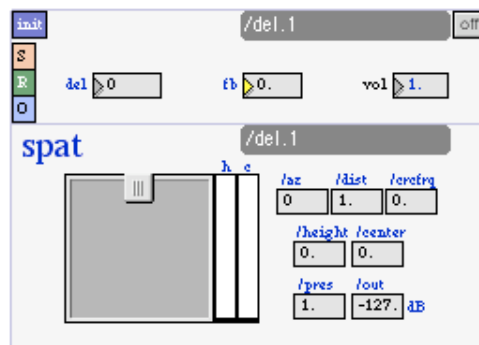 init /del.1 off
S
R
O
del 0 fb 0. vol 1.
spat /del.1
h c
/az /dist /crcfrq
0 1. 0.
/height /center
0. 0.
/pres /out
1. -127. dB